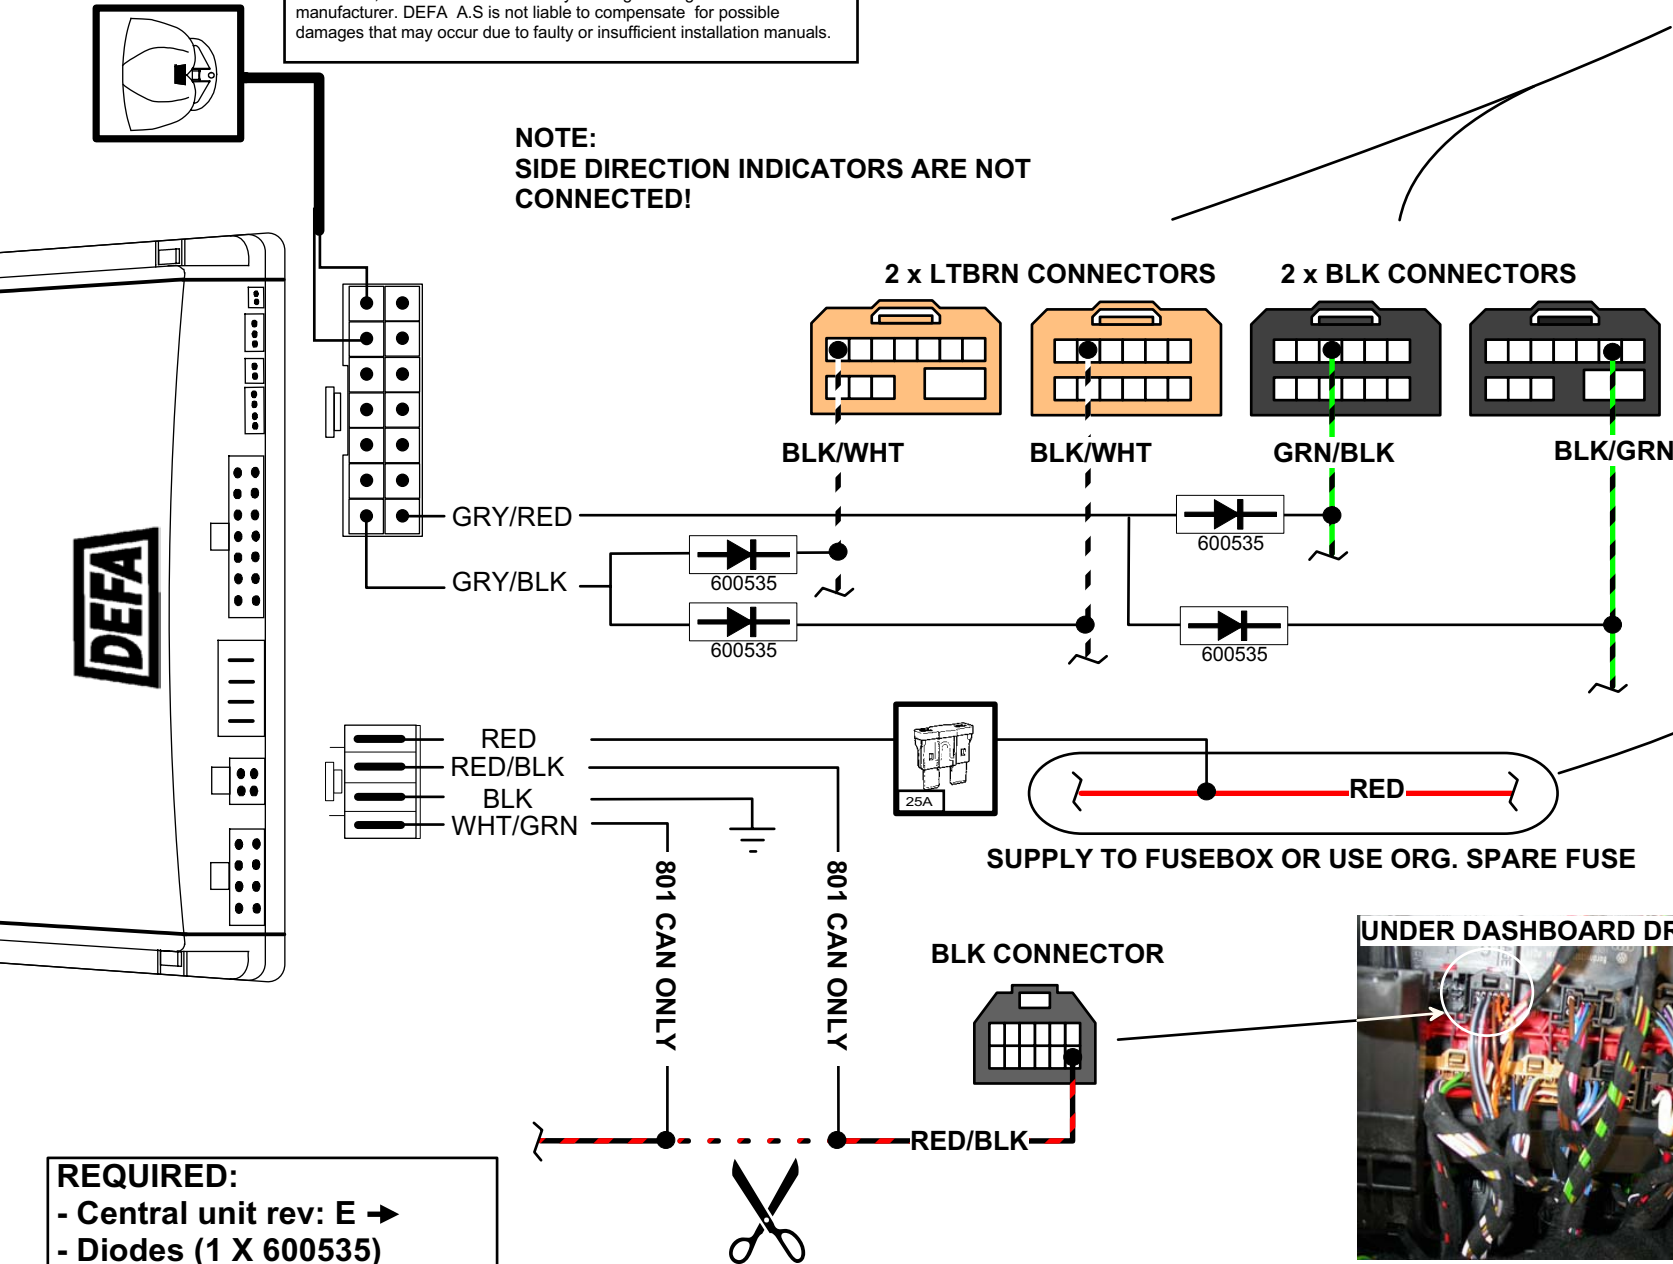 manufacturer. DEFA A.S is not liable to compensate for possible
damages that may occur due to faulty or insufficient installation manuals.
NOTE:
SIDE DIRECTION INDICATORS ARE NOT
CONNECTED!
2 x LTBRN CONNECTORS
2 x BLK CONNECTORS
BLK/WHT
BLK/WHT
GRN/BLK
BLK/GRN
GRY/RED
600535
GRY/BLK
600535
600535
600535
DEFA
RED
RED/BLK
BLK
WHT/GRN
25A
RED
SUPPLY TO FUSEBOX OR USE ORG. SPARE FUSE
801 CAN ONLY
801 CAN ONLY
BLK CONNECTOR
UNDER DASHBOARD DR
RED/BLK
REQUIRED:
- Central unit rev: E →
- Diodes (1 X 600535)